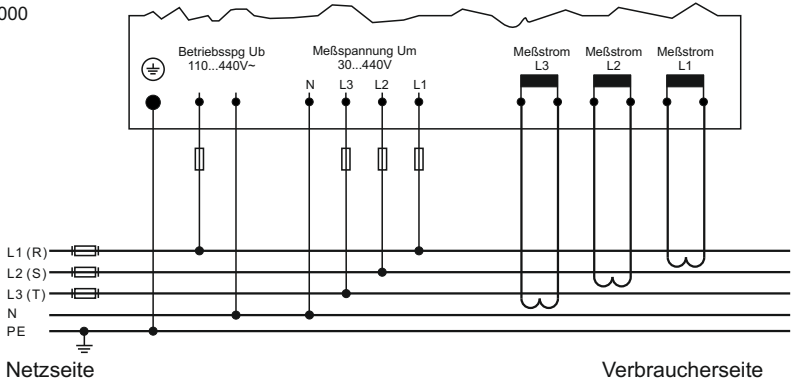 000
Betriebsspg Ub
110...440V~
Meßspannung Um
30...440V
N L3 L2 L1
Meßstrom Meßstrom Meßstrom
L3 L2 L1
L1 (R)
L2 (S)
L3 (T)
N
PE
Netzseite Verbraucherseite